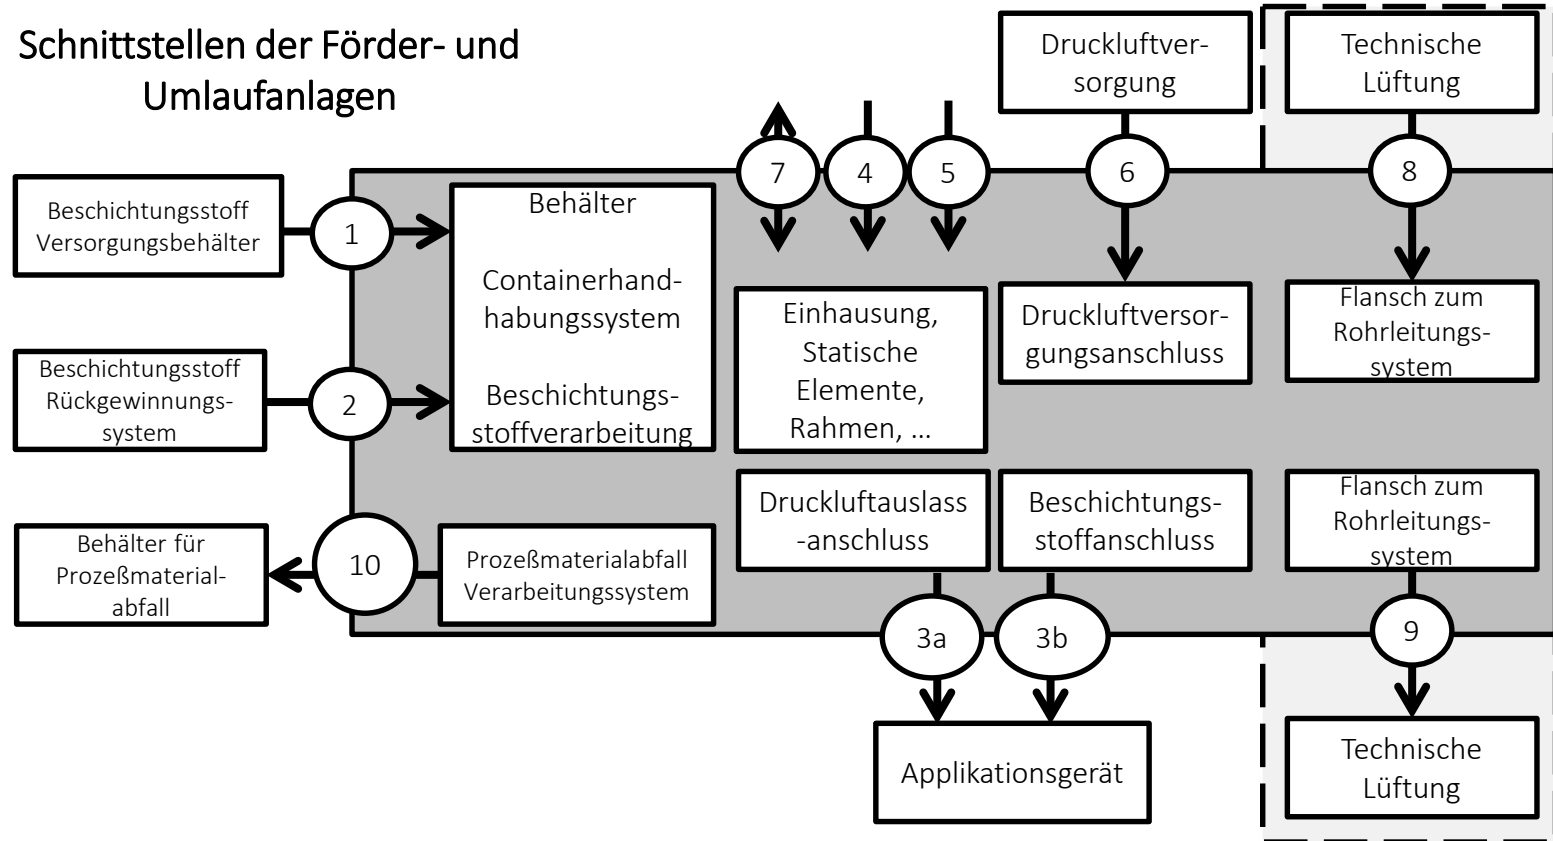 Schnittstellen der Förder- und
Umlaufanlagen
Druckluftver-
sorgung
Technische
Lüftung
7
4
5
6
8
Beschichtungsstoff
Versorgungsbehälter
1
Behälter
Containerhand-
habungssystem
Beschichtungs-
stoffverarbeitung
Einhausung,
Statische
Elemente,
Rahmen, ...
Druckluftversor-
gungsanschluss
Flansch zum
Rohrleitungs-
system
Beschichtungsstoff
Rückgewinnungs-
system
2
Druckluftauslass
-anschluss
Beschichtungs-
stoffanschluss
Flansch zum
Rohrleitungs-
system
Behälter für
Prozeßmaterial-
abfall
10
Prozeßmaterialabfall
Verarbeitungssystem
3a
3b
9
Applikationsgerät
Technische
Lüftung